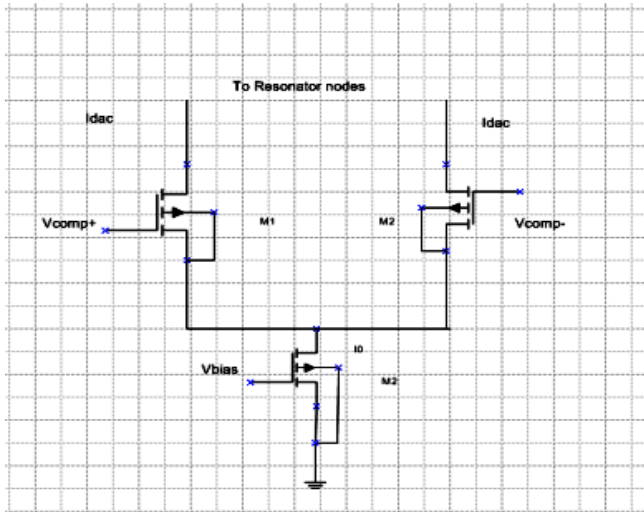 To Resonator nodes
Idac
Idac
Vcomp+
M1
M2
Vcomp-
I0
Vbias
M2